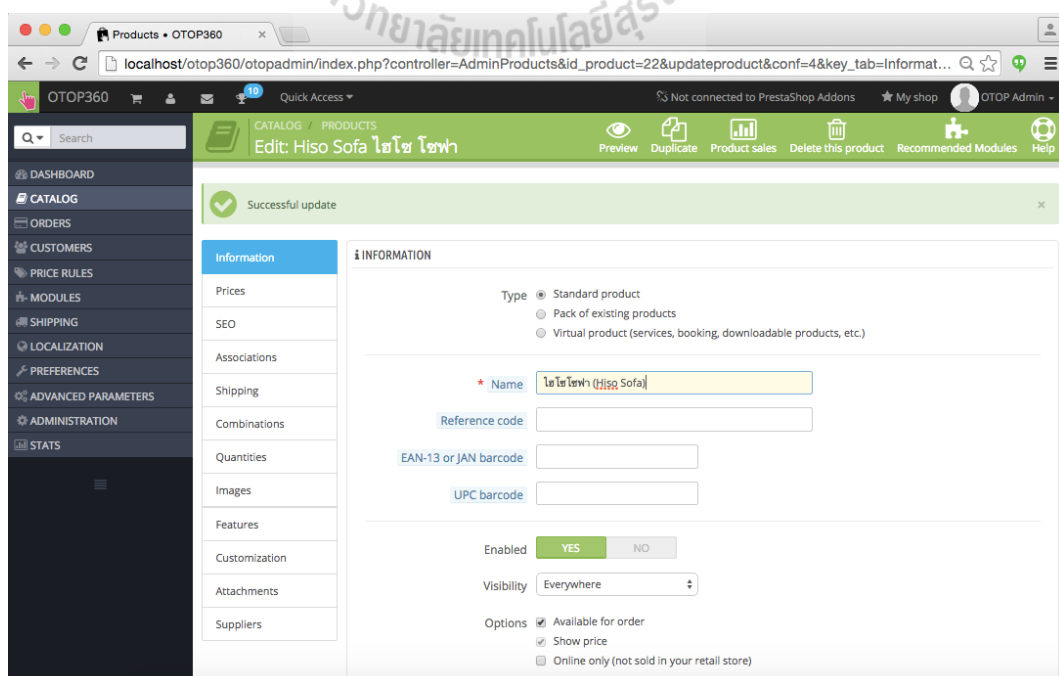 วิทยาลัยเทคโนโลยีสุร
Products • OTOP360
localhost/otop360/otopadmin/index.php?controller=AdminProducts&id_product=22&updateproduct&conf=4&key_tab=Informat...
OTOP360 10 Quick Access Not connected to PrestaShop Addons My shop OTOP Admin
Search
CATALOG / PRODUCTS
Edit: Hiso Sofa ไฮโซ โซฟา
Preview Duplicate Product sales Delete this product Recommended Modules Help
DASHBOARD
CATALOG
ORDERS
CUSTOMERS
PRICE RULES
MODULES
SHIPPING
LOCALIZATION
PREFERENCES
ADVANCED PARAMETERS
ADMINISTRATION
STATS
Successful update
Information
Prices
SEO
Associations
Shipping
Combinations
Quantities
Images
Features
Customization
Attachments
Suppliers
INFORMATION
Type Standard product
Pack of existing products
Virtual product (services, booking, downloadable products, etc.)
* Name ไฮโซโซฟา (Hiso Sofa)
Reference code
EAN-13 or JAN barcode
UPC barcode
Enabled YES NO
Visibility Everywhere
Options Available for order
Show price
Online only (not sold in your retail store)